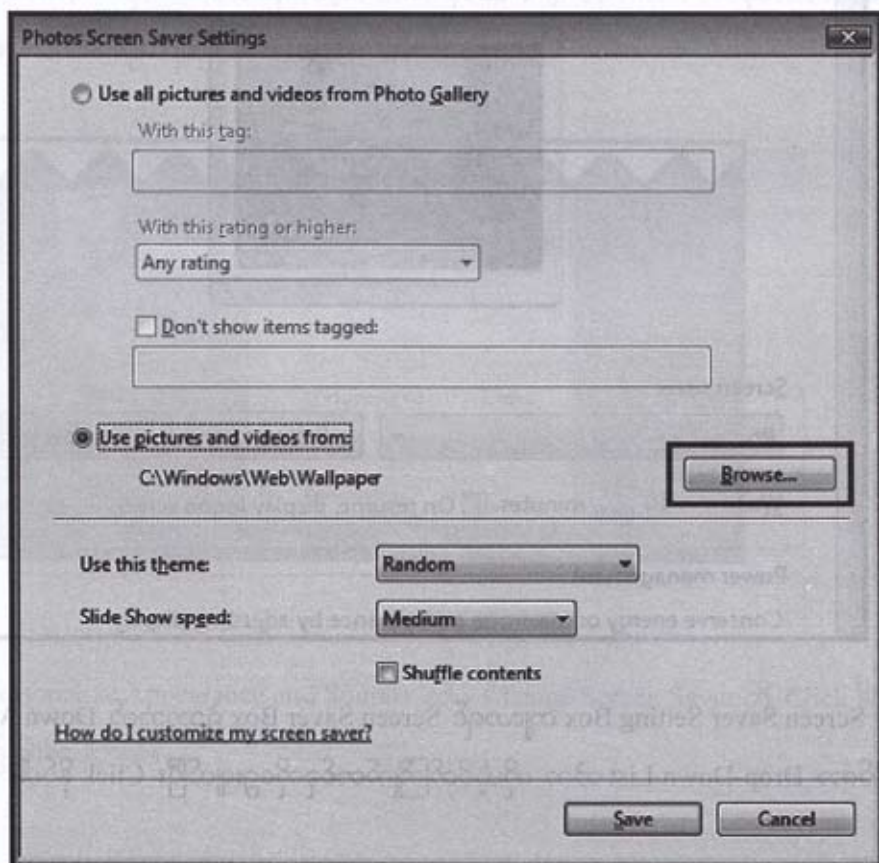 Photos Screen Saver Settings
Use all pictures and videos from Photo Gallery
With this tag:
With this rating or higher:
Any rating
Don't show items tagged:
Use pictures and videos from:
C:\Windows\Web\Wallpaper
Browse...
Use this theme:
Random
Slide Show speed:
Medium
Shuffle contents
How do I customize my screen saver?
Save
Cancel